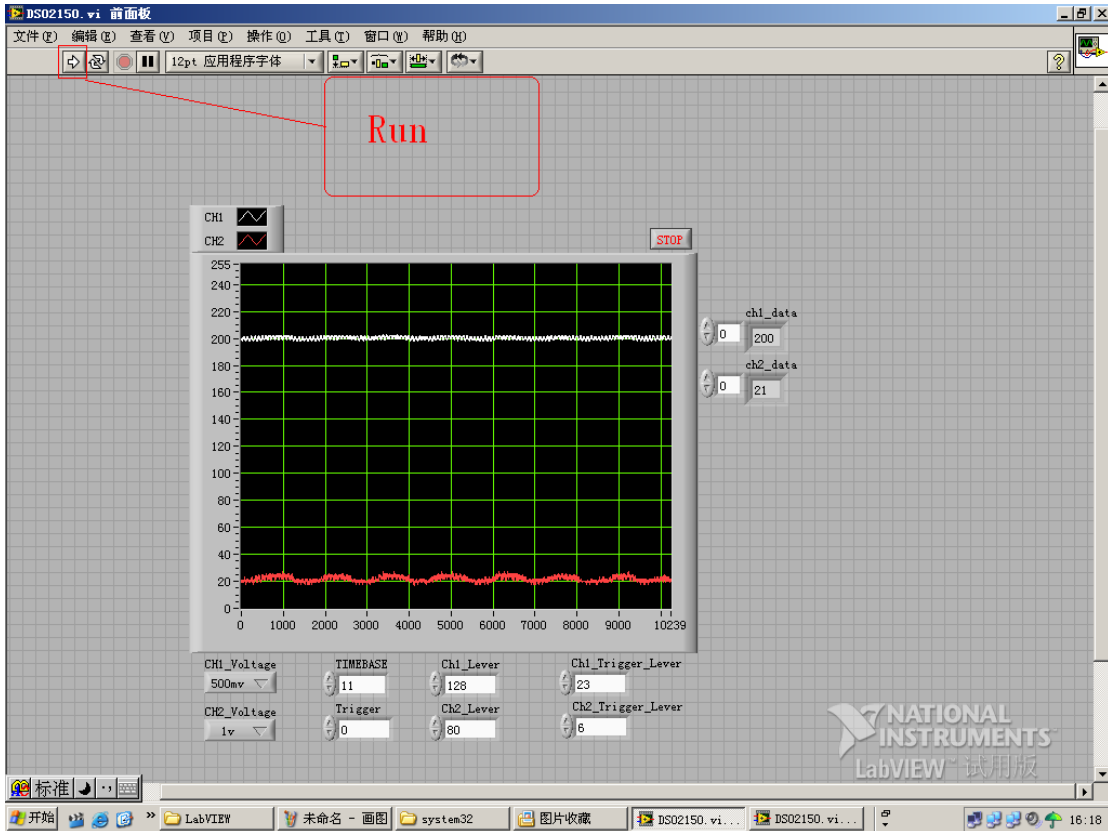 DSO2150.vi 前面板
文件(F) 编辑(E) 查看(V) 项目(P) 操作(O) 工具(T) 窗口(W) 帮助(H)
12pt 应用程序字体
Run
CH1
CH2
STOP
255
240
220
200
180
160
140
120
100
80
60
40
20
0
0 1000 2000 3000 4000 5000 6000 7000 8000 9000 10239
ch1_data
0 200
ch2_data
0 21
CH1_Voltage TIMEBASE Ch1_Lever Ch1_Trigger_Lever
500mv 11 128 23
CH2_Voltage Trigger Ch2_Lever Ch2_Trigger_Lever
1v 0 80 6
NATIONAL
INSTRUMENTS
LabVIEW™ 试用版
标准
开始 » LabVIEW 未命名 - 画图 system32 图片收藏 DSO2150.vi... DSO2150.vi... 16:18